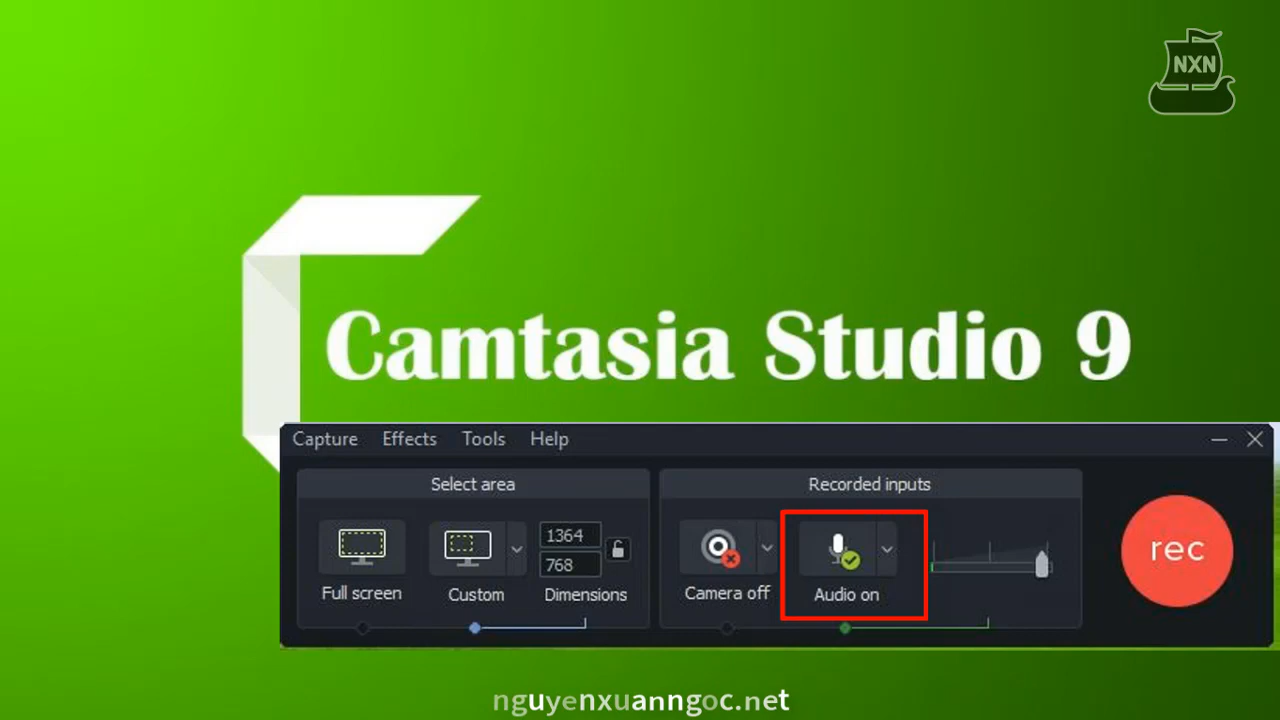 NXN
Camtasia Studio 9
Capture Effects Tools Help
Select area
Recorded inputs
1364
768
rec
Full screen
Custom
Dimensions
Camera off
Audio on
nguyenxuanngoc.net